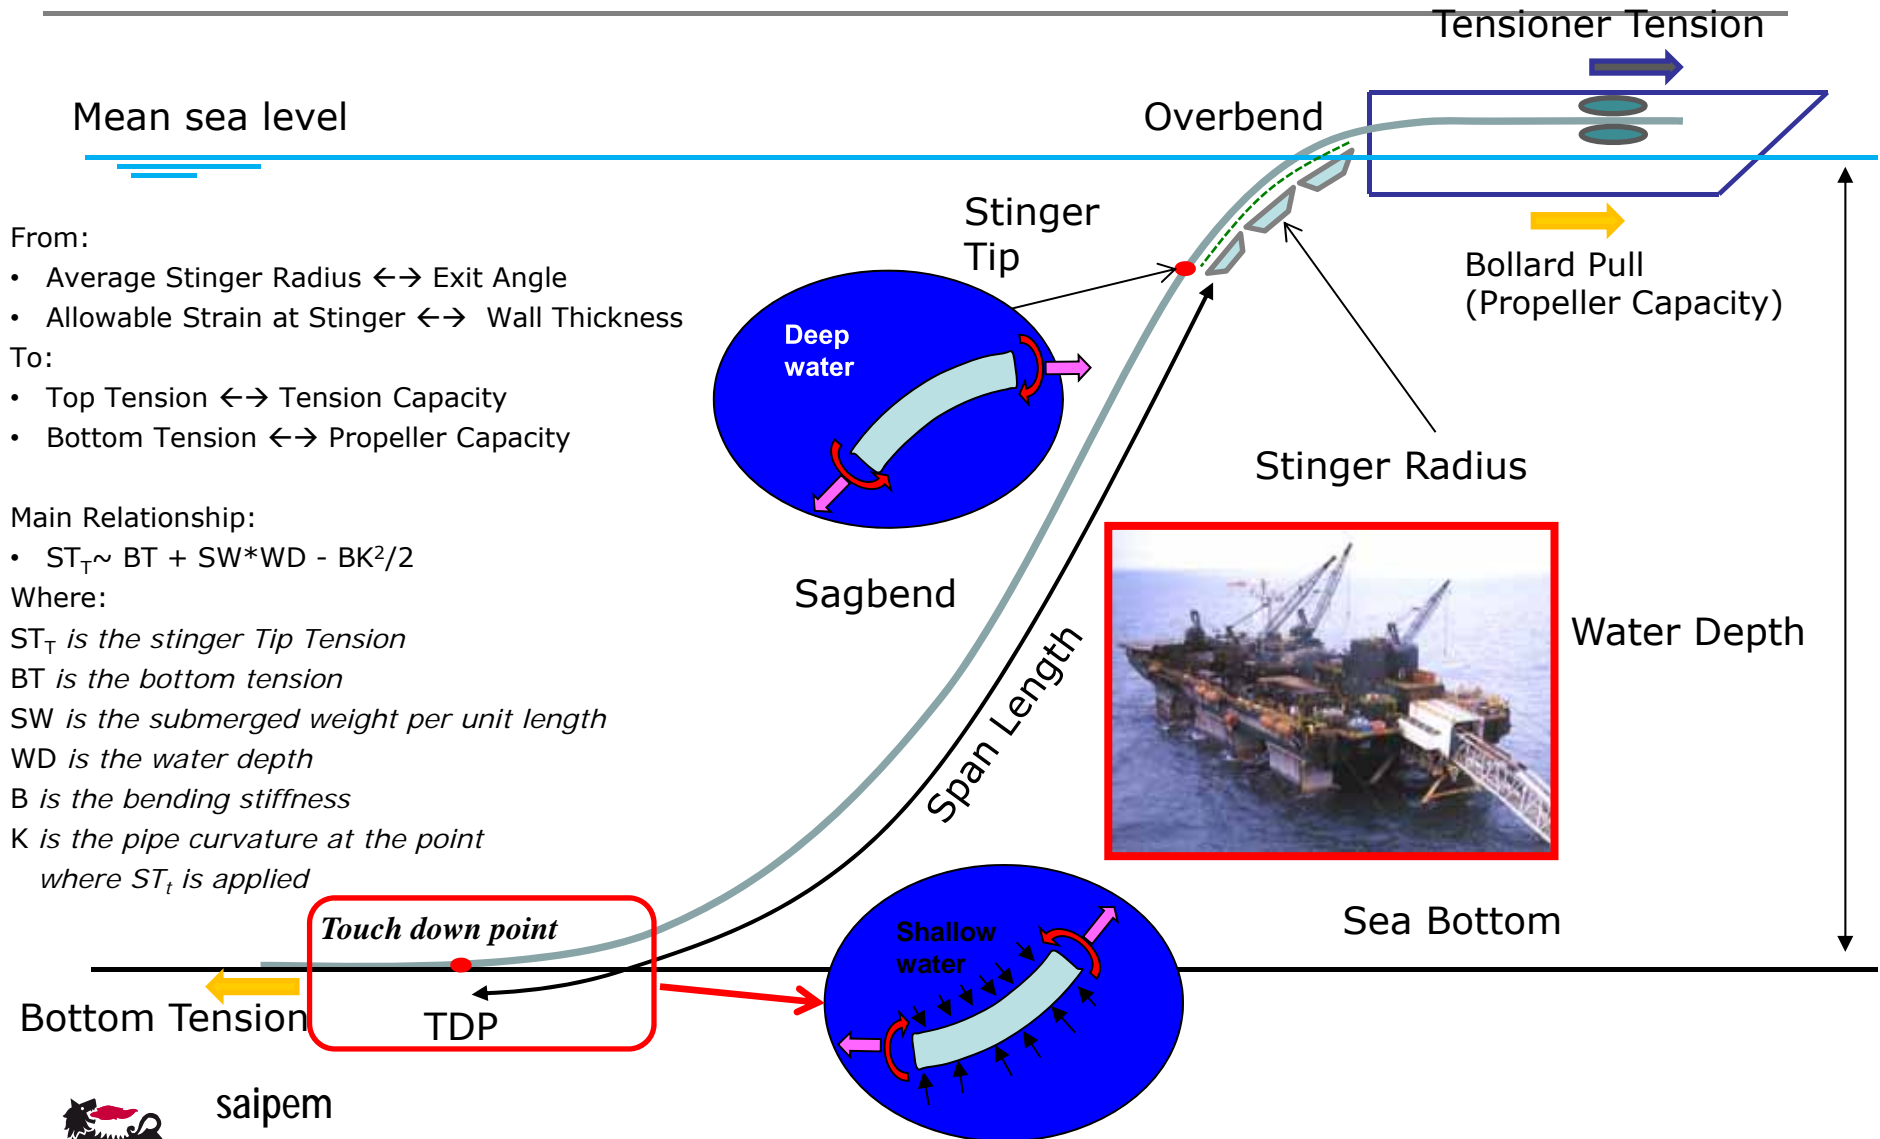 Tensioner Tension
Mean sea level
Overbend
Stinger
Tip
Bollard Pull
(Propeller Capacity)
From:
• Average Stinger Radius ←→ Exit Angle
• Allowable Strain at Stinger ←→ Wall Thickness
To:
• Top Tension ←→ Tension Capacity
• Bottom Tension ←→ Propeller Capacity
Deep
water
Stinger Radius
Main Relationship:
• ST_T~ BT + SW*WD - BK²/2
Where:
ST_T is the stinger Tip Tension
BT is the bottom tension
SW is the submerged weight per unit length
WD is the water depth
B is the bending stiffness
K is the pipe curvature at the point
where ST_t is applied
Sagbend
Span Length
Water Depth
Touch down point
Shallow
water
Sea Bottom
Bottom Tension
TDP
saipem